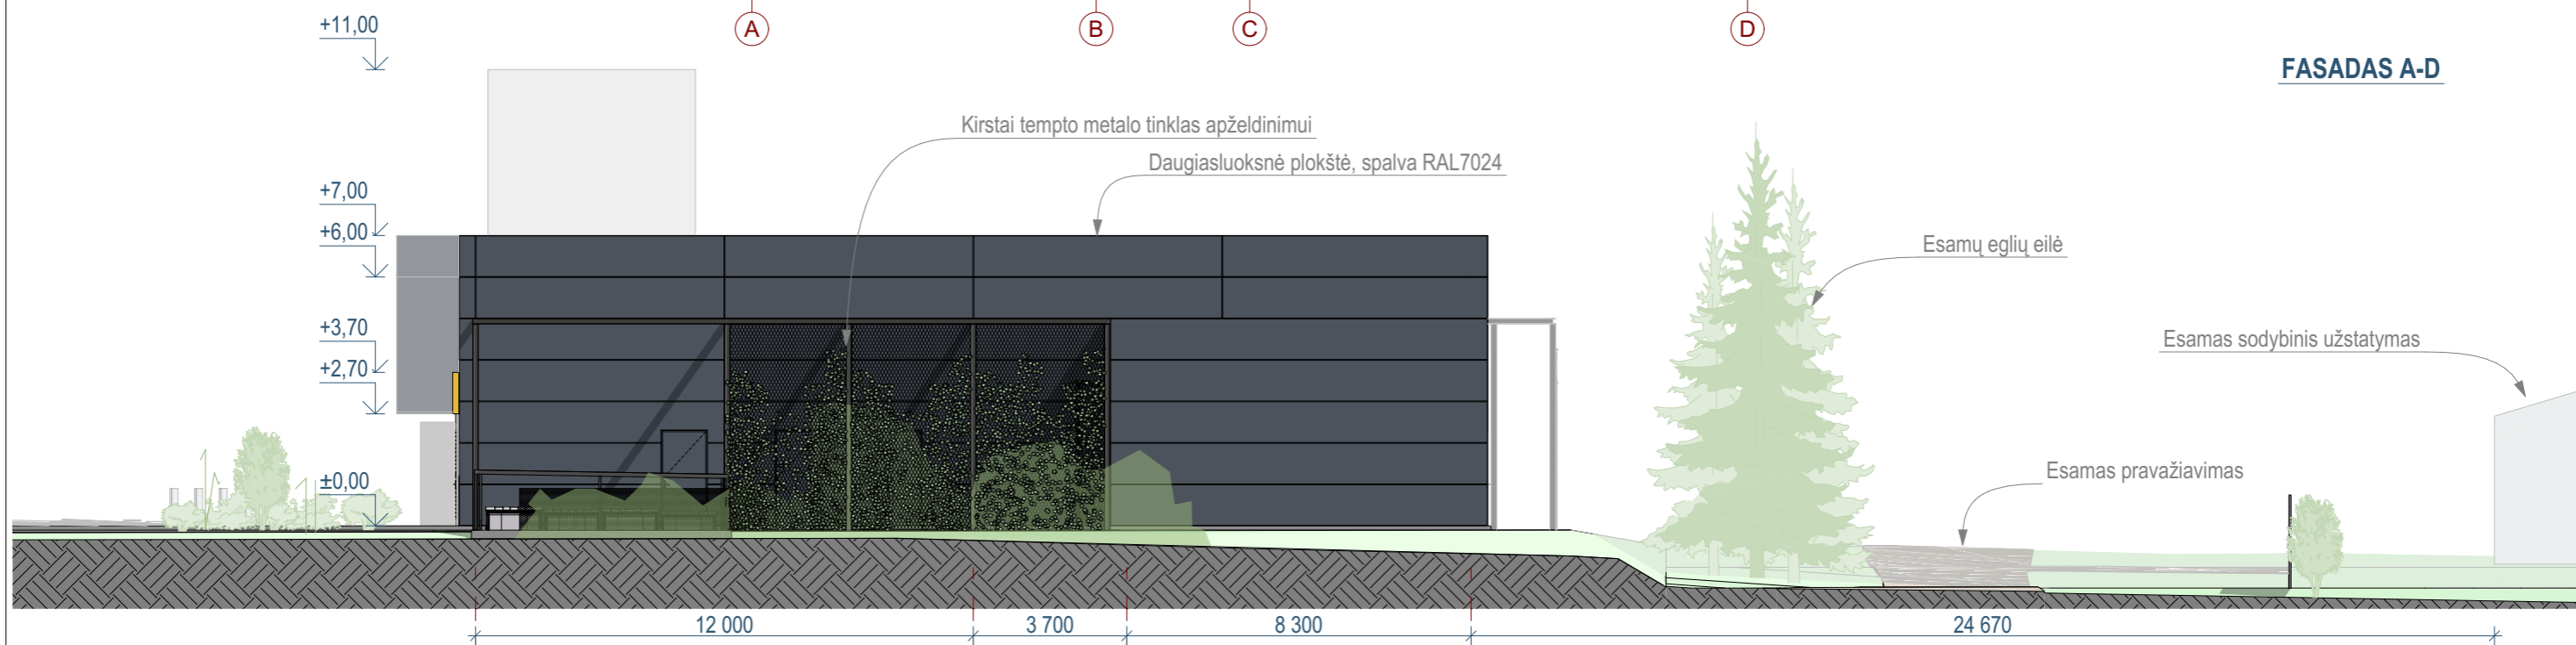 +11,00
A
B
C
D
FASADAS A-D
Kirstai tempto metalo tinklas apželdinimui
Daugiasluoksnė plokštė, spalva RAL7024
+7,00
+6,00
Esamų eglių eilė
+3,70
Esamas sodybinis užstatymas
+2,70
Esamas pravažiavimas
±0,00
12 000
3 700
8 300
24 670